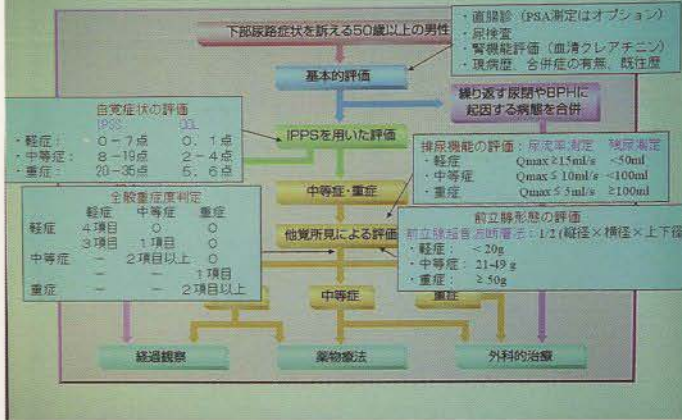 下部尿路症状を訴える50歳以上の男性
・直腸診（PSA測定はオプション）
・尿検査
・腎機能評価（血清クレアチニン）
・現病歴、合併症の有無、既往歴
基本的評価
繰り返す尿閉やBPHに
起因する病態を合併
自覚症状の評価
IPSS: QOL
・軽症： 0－7点 0．1点
・中等症： 8－19点 2－4点
・重症： 20－35点 5．6点
IPPSを用いた評価
排尿機能の評価：尿流率測定 残尿測定
・軽症 Qmax≧15ml/s <50ml
・中等症 Qmax≦10ml/s <100ml
・重症 Qmax≦5ml/s ≧100ml
中等症・重症
全般重症度判定
軽症 中等症 重症
軽症 4項目 0 0
3項目 1項目 0
中等症 － 2項目以上 0
－ － 1項目
重症 － － 2項目以上
他覚所見による評価
前立腺形態の評価
前立腺超音波断層法：1/2 (縦径×横径×上下径
・軽症： <20g
・中等症：21-49 g
・重症： ≧50g
中等症
重症
経過観察
薬物療法
外科的治療